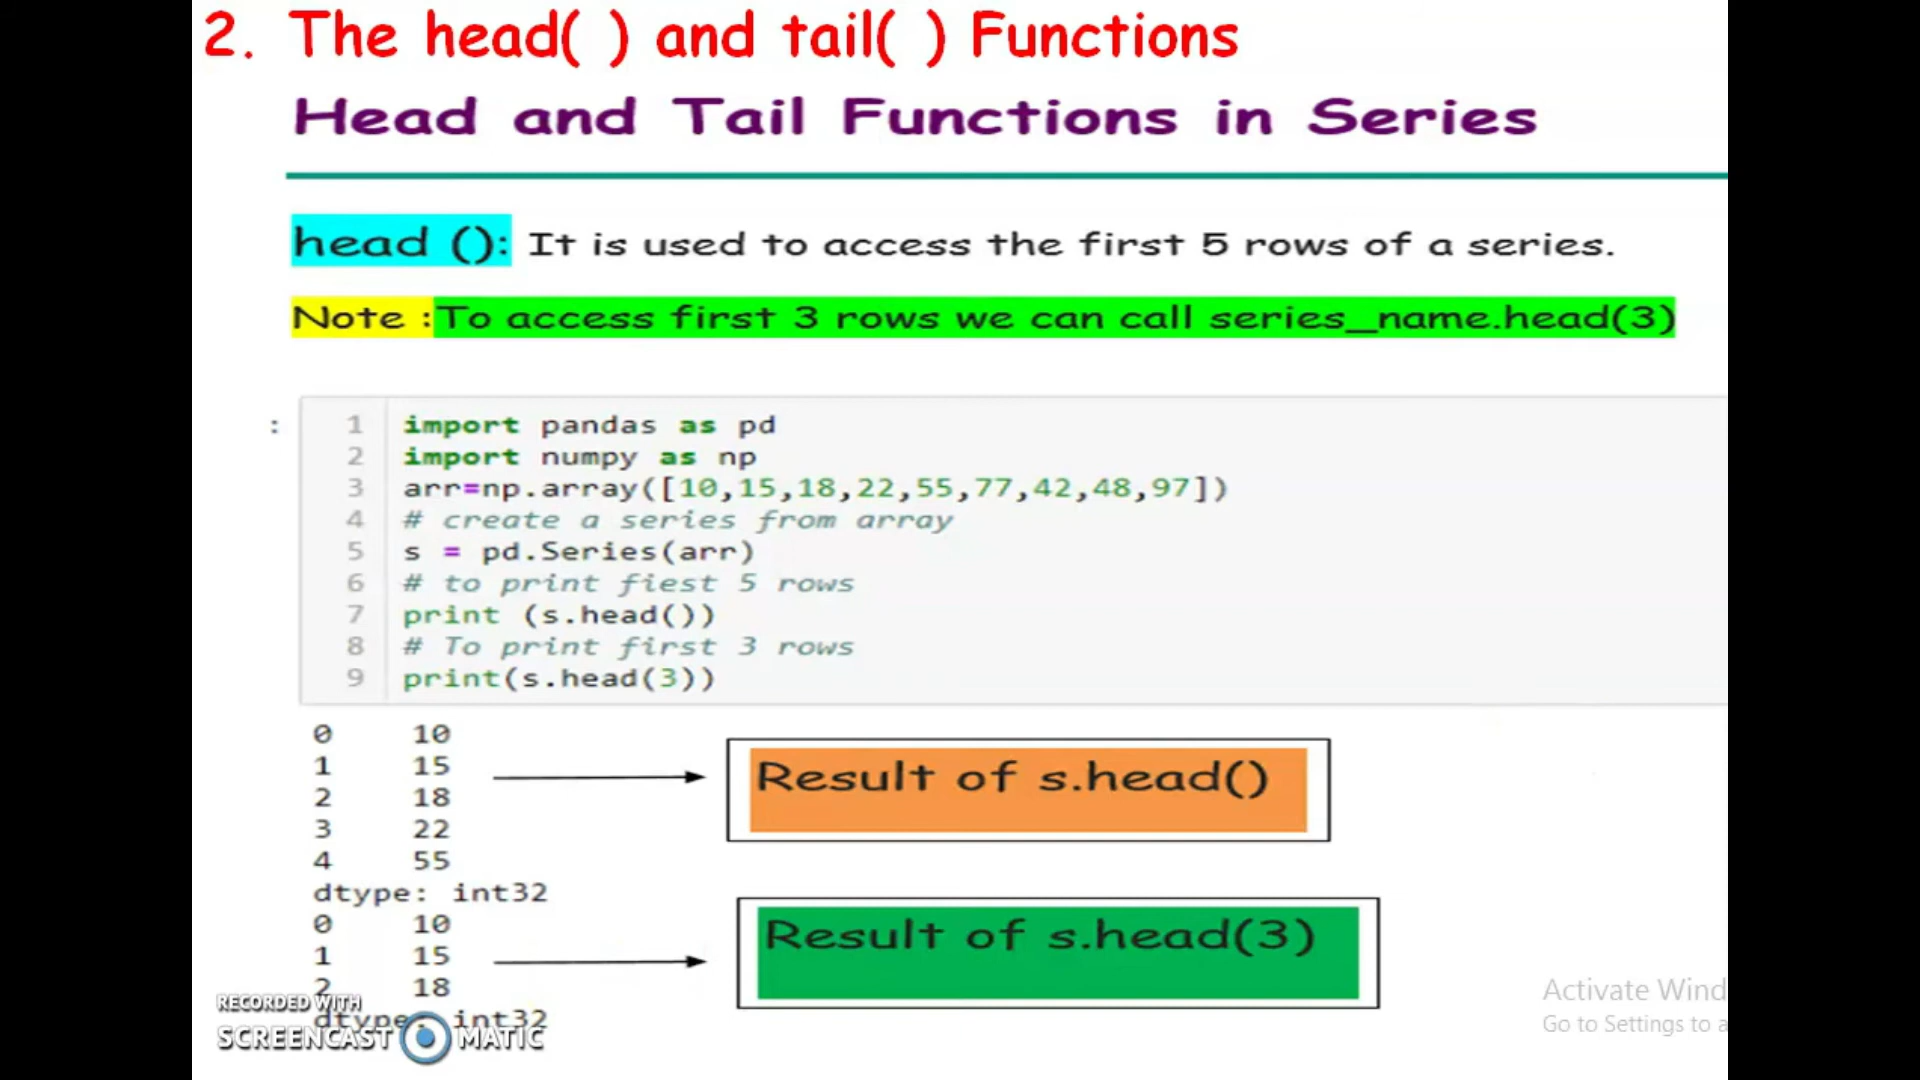 2. The head( ) and tail( ) Functions
Head and Tail Functions in Series
head (): It is used to access the first 5 rows of a series.
Note :To access first 3 rows we can call series_name.head(3)
:
1 import pandas as pd
2 import numpy as np
3 arr=np.array([10,15,18,22,55,77,42,48,97])
4 # create a series from array
5 s = pd.Series(arr)
6 # to print fiest 5 rows
7 print (s.head())
8 # To print first 3 rows
9 print(s.head(3))
0 10
1 15
2 18
3 22
4 55
dtype: int32
Result of s.head()
0 10
1 15
2 18
dtype: int32
Result of s.head(3)
RECORDED WITH
SCREENCAST MATIC
Activate Wind
Go to Settings to a